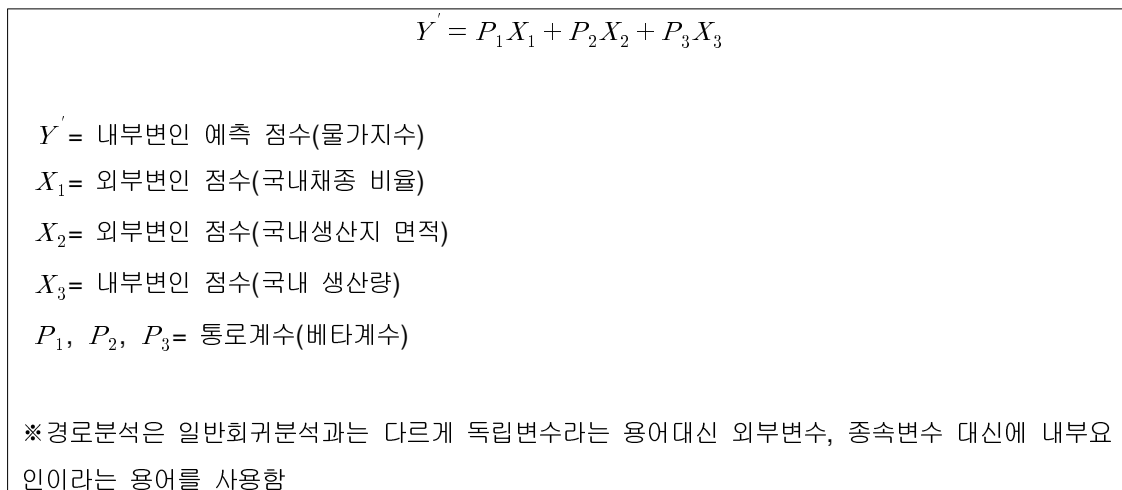 Y' = P₁X₁ + P₂X₂ + P₃X₃
Y' = 내부변인 예측 점수(물가지수)
X₁= 외부변인 점수(국내채종 비율)
X₂= 외부변인 점수(국내생산지 면적)
X₃= 내부변인 점수(국내 생산량)
P₁, P₂, P₃= 통로계수(베타계수)
※경로분석은 일반회귀분석과는 다르게 독립변수라는 용어대신 외부변수, 종속변수 대신에 내부요
인이라는 용어를 사용함